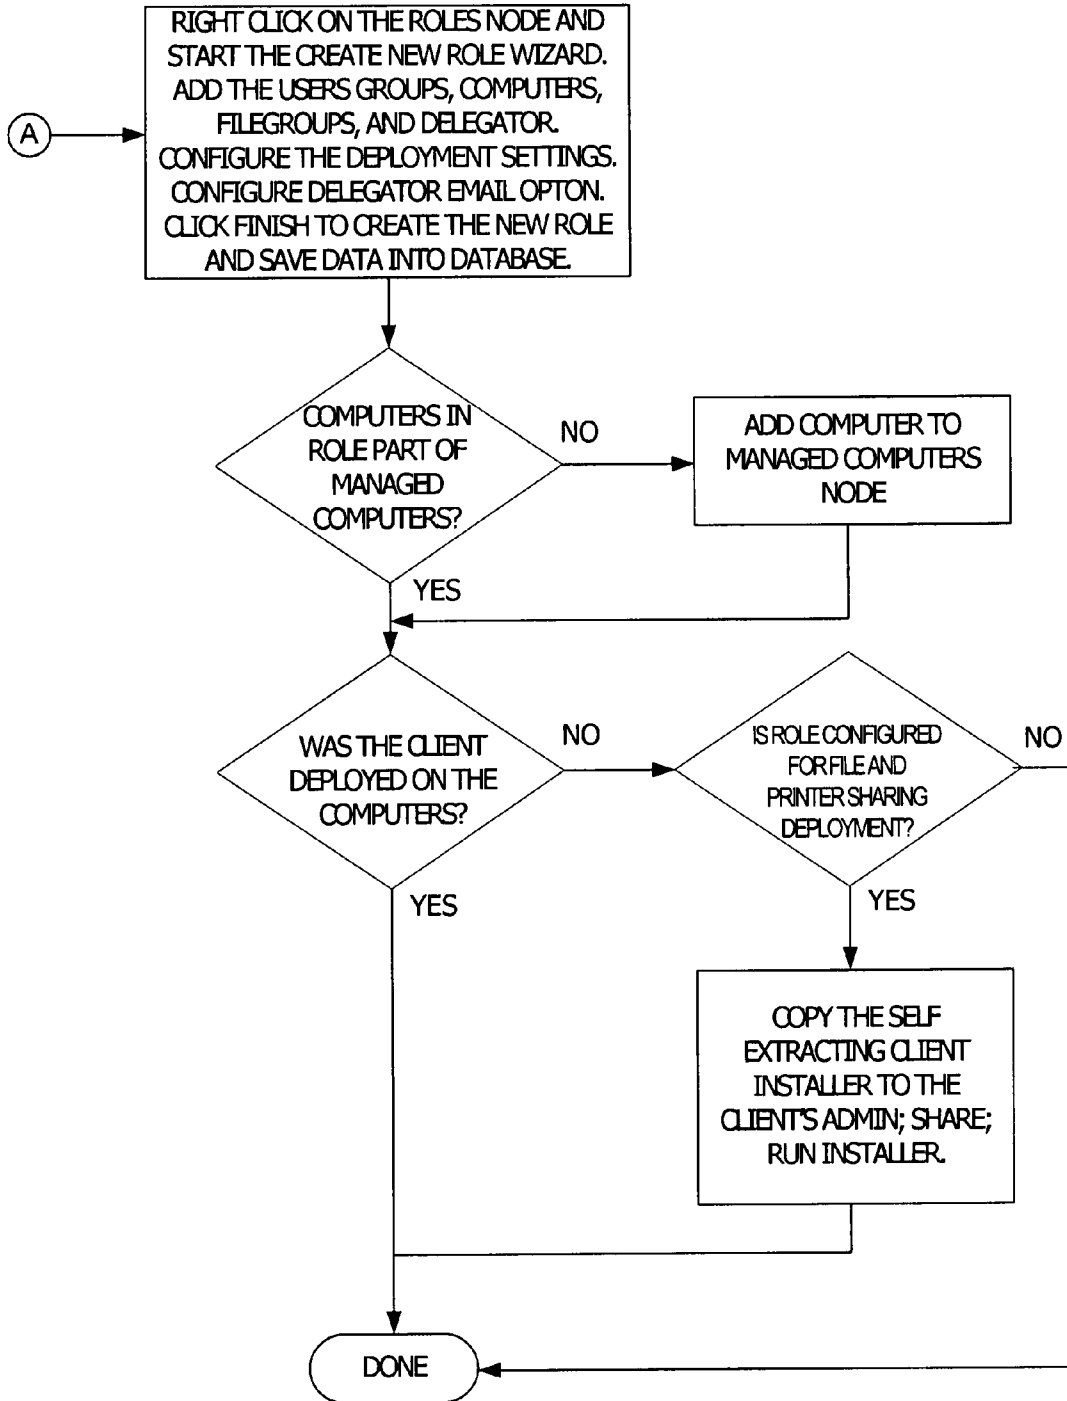 RIGHT CLICK ON THE ROLES NODE AND
START THE CREATE NEW ROLE WIZARD.
ADD THE USERS GROUPS, COMPUTERS,
FILEGROUPS, AND DELEGATOR.
CONFIGURE THE DEPLOYMENT SETTINGS.
CONFIGURE DELEGATOR EMAIL OPTON.
CLICK FINISH TO CREATE THE NEW ROLE
AND SAVE DATA INTO DATABASE.
A
COMPUTERS IN
ROLE PART OF
MANAGED
COMPUTERS?
NO
ADD COMPUTER TO
MANAGED COMPUTERS
NODE
YES
WAS THE CLIENT
DEPLOYED ON THE
COMPUTERS?
NO
IS ROLE CONFIGURED
FOR FILE AND
PRINTER SHARING
DEPLOYMENT?
NO
YES
YES
COPY THE SELF
EXTRACTING CLIENT
INSTALLER TO THE
CLIENT'S ADMIN; SHARE;
RUN INSTALLER.
DONE